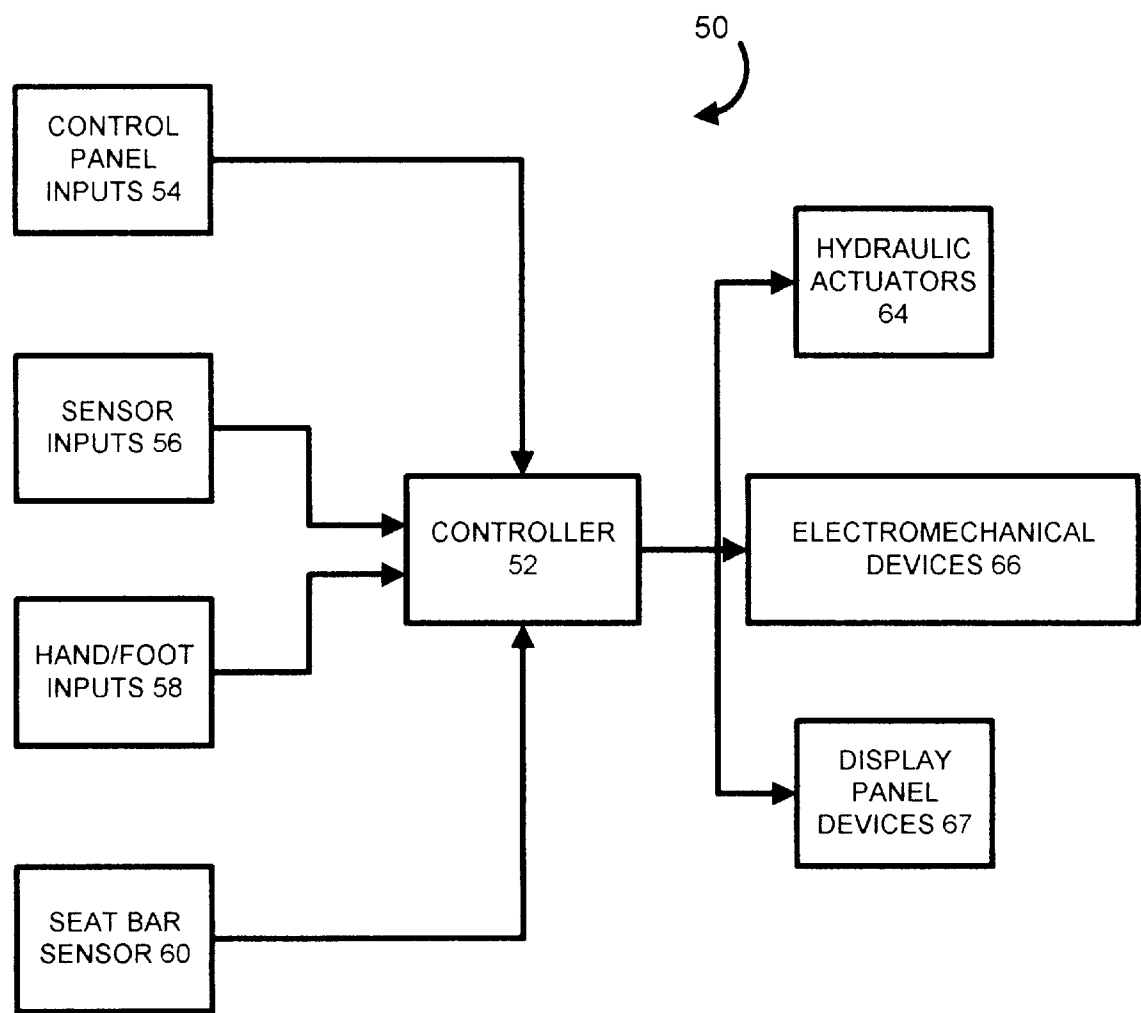 50
CONTROL
PANEL
INPUTS 54
HYDRAULIC
ACTUATORS
64
SENSOR
INPUTS 56
CONTROLLER
52
ELECTROMECHANICAL
DEVICES 66
HAND/FOOT
INPUTS 58
DISPLAY
PANEL
DEVICES 67
SEAT BAR
SENSOR 60